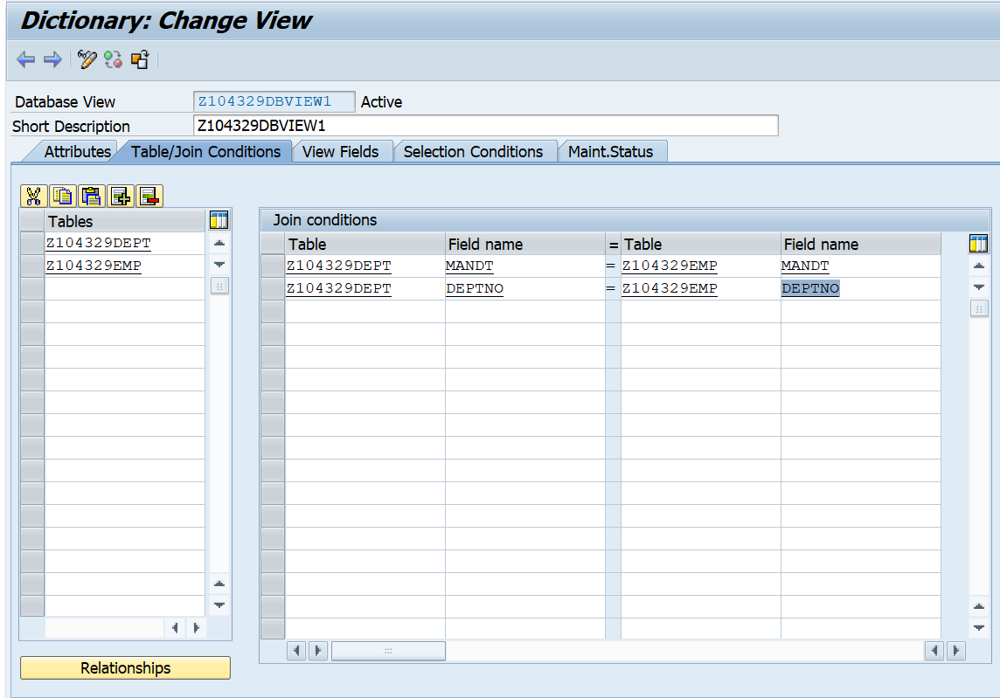 Dictionary: Change View
Database View Z104329DBVIEW1 Active
Short Description Z104329DBVIEW1
Attributes Table/Join Conditions View Fields Selection Conditions Maint.Status
Tables
Z104329DEPT
Z104329EMP
Join conditions
Table Field name = Table Field name
Z104329DEPT MANDT = Z104329EMP MANDT
Z104329DEPT DEPTNO = Z104329EMP DEPTNO
Relationships